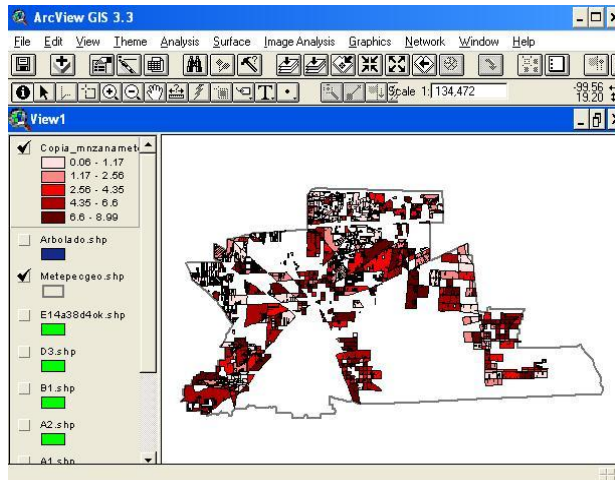 ArcView GIS 3.3
File Edit View Theme Analysis Surface Image Analysis Graphics Network Window Help
Scale 1: 134,472
-99.56
19.20
View1
Copia_mnzanamet
0.06 - 1.17
1.17 - 2.56
2.56 - 4.35
4.35 - 6.6
6.6 - 8.99
Arbolado.shp
Metepecgeo.shp
E14a38d4ok.shp
D3.shp
B1.shp
A2.shp
A1.shp